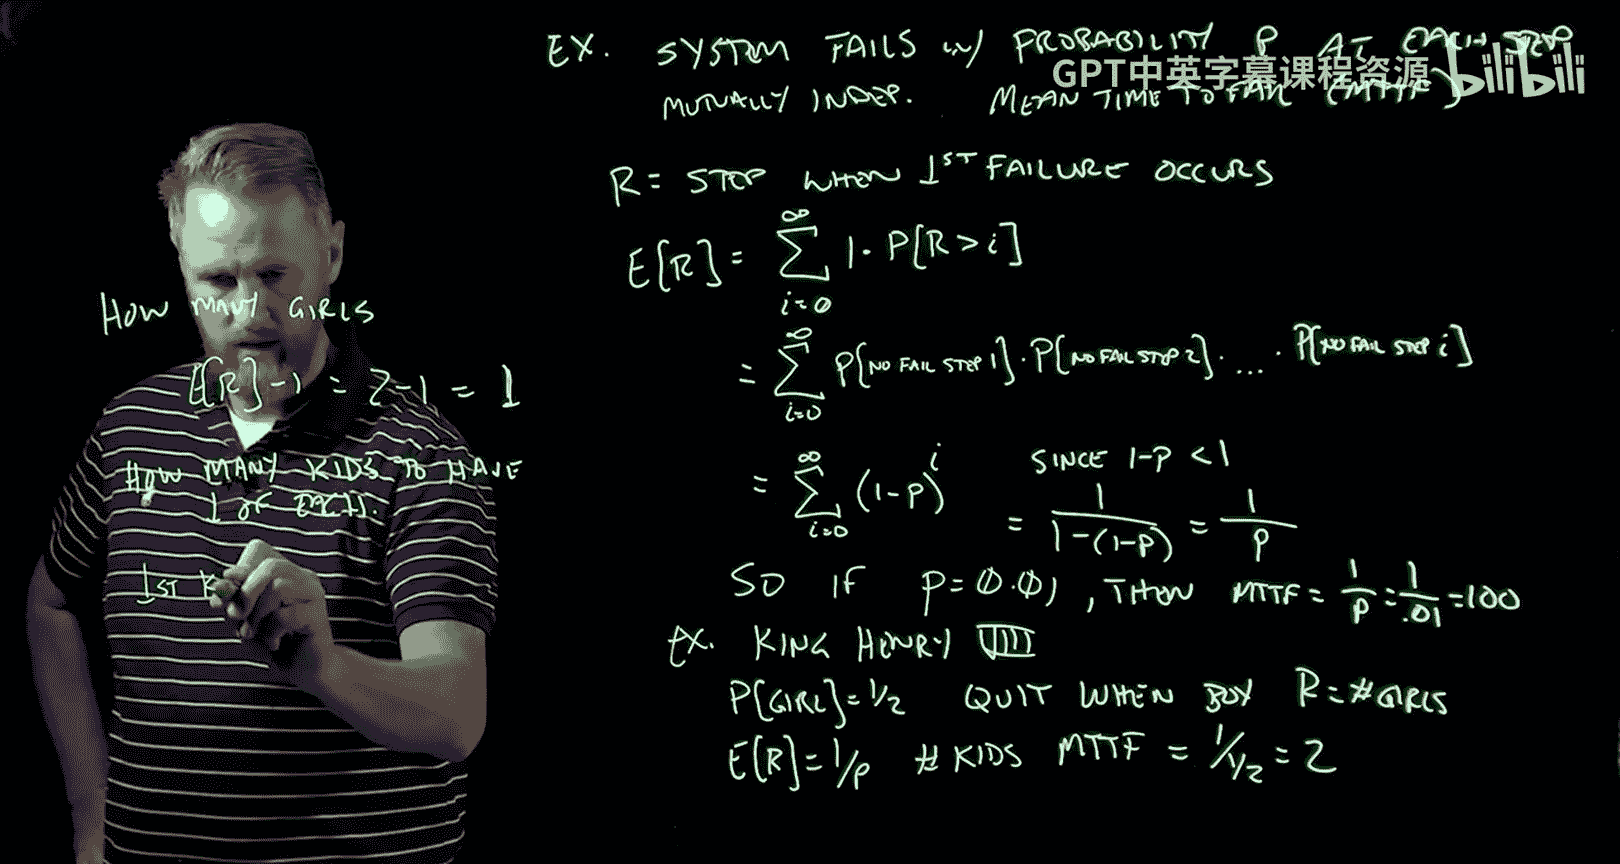 EX. SYSTEM FAILS w/ PROBABILITY P AT EACH STEP
GPT中英字幕课程资源 bilibili
MUTUALLY INDEP. MEAN TIME TO FAIL (MTTF)
R = STEP WHEN 1ST FAILURE OCCURS
E[R] = ∑_{i=0}^{∞} 1 · P[R > i]
= ∑_{i=0}^{∞} P[NO FAIL STEP 1] · P[NO FAIL STEP 2] · ... · P[NO FAIL STEP i]
= ∑_{i=0}^{∞} (1-P)^i SINCE 1-P < 1
= 1/(1-(1-P)) = 1/P
SO IF P = 0.01, THEN MTTF = 1/P = 1/.01 = 100
EX. KING HENRY VIII
P[GIRL] = 1/2 QUIT WHEN BOY R = # GIRLS
E[R] = 1/P # KIDS MTTF = 1/1/2 = 2
HOW MANY GIRLS
E[R] - 1 = 2 - 1 = 1
HOW MANY KIDS TO HAVE
1 OF EACH.
1ST K